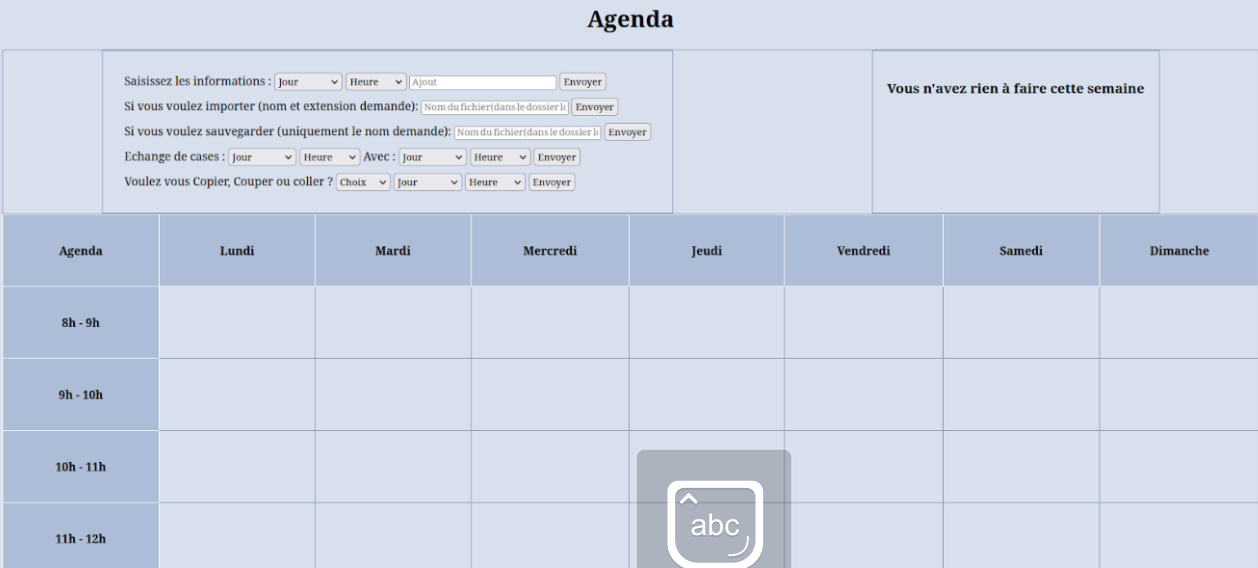 Agenda
Saisissez les informations : Jour Heure Ajout Envoyer
Si vous voulez importer (nom et extension demande): Nom du fichier(dans le dossier Envoyer
Si vous voulez sauvegarder (uniquement le nom demande): Nom du fichier(dans le dossier Envoyer
Echange de cases : Jour Heure Avec : Jour Heure Envoyer
Voulez vous Copier, Couper ou coller ? Choix Jour Heure Envoyer
Vous n'avez rien à faire cette semaine
Agenda Lundi Mardi Mercredi Jeudi Vendredi Samedi Dimanche
8h - 9h
9h - 10h
10h - 11h
11h - 12h
abc